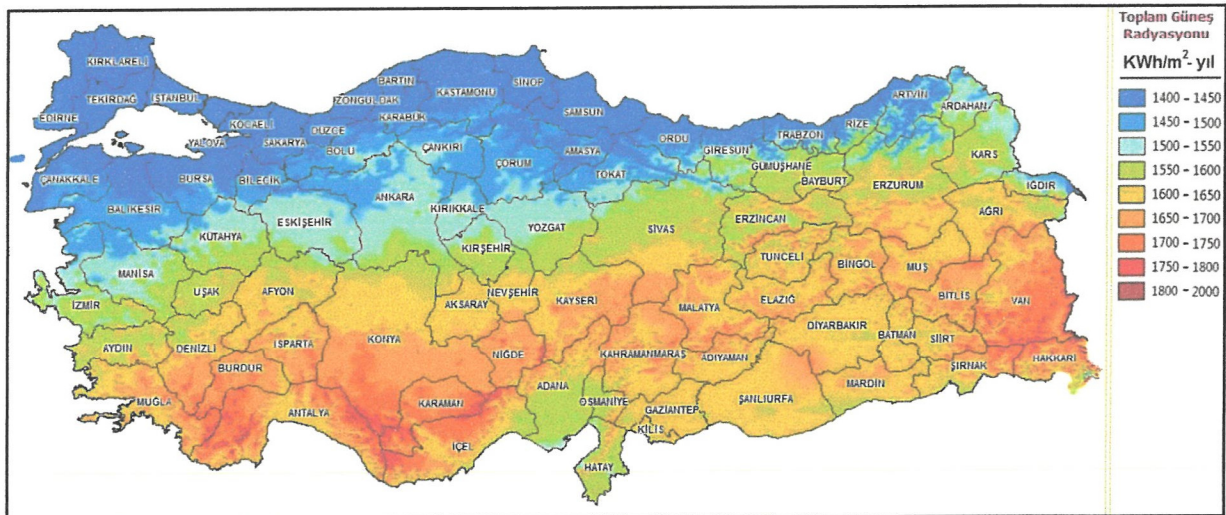 Toplam Güneş
Radyasyonu
KWh/m²- yıl
1400 - 1450
1450 - 1500
1500 - 1550
1550 - 1600
1600 - 1650
1650 - 1700
1700 - 1750
1750 - 1800
1800 - 2000
KIRKLARELİ
TEKİRDAĞ
İSTANBUL
EDİRNE
KOCAELİ
YALOVA
SAKARYA
DÜZCE
BOLU
ZONGULDAK
BARTIN
KARABÜK
KASTAMONU
SİNOP
SAMSUN
ORDU
GİRESUN
TRABZON
RİZE
ARTVİN
ARDAHAN
ÇANAKKALE
BURSA
BİLECİK
ÇANKIRI
ÇORUM
AMASYA
TOKAT
GÜMÜŞHANE
BAYBURT
ERZURUM
KARS
IĞDIR
BALIKESİR
KÜTAHYA
ESKİŞEHİR
ANKARA
KIRIKKALE
YOZGAT
SİVAS
ERZİNCAN
AĞRI
MANİSA
UŞAK
AFYON
KIRŞEHİR
NEVŞEHİR
KAYSERİ
TUNCELİ
BİNGÖL
MUŞ
BİTLİS
VAN
İZMİR
AYDIN
DENİZLİ
ISPARTA
BURDUR
KONYA
AKSARAY
NİĞDE
MALATYA
ELAZIĞ
DİYARBAKIR
BATMAN
SİİRT
ŞIRNAK
HAKKARİ
MUĞLA
ANTALYA
KARAMAN
İÇEL
ADANA
KAHRAMANMARAŞ
ADIYAMAN
OSMANİYE
GAZİANTEP
KİLİS
ŞANLIURFA
MARDİN
HATAY